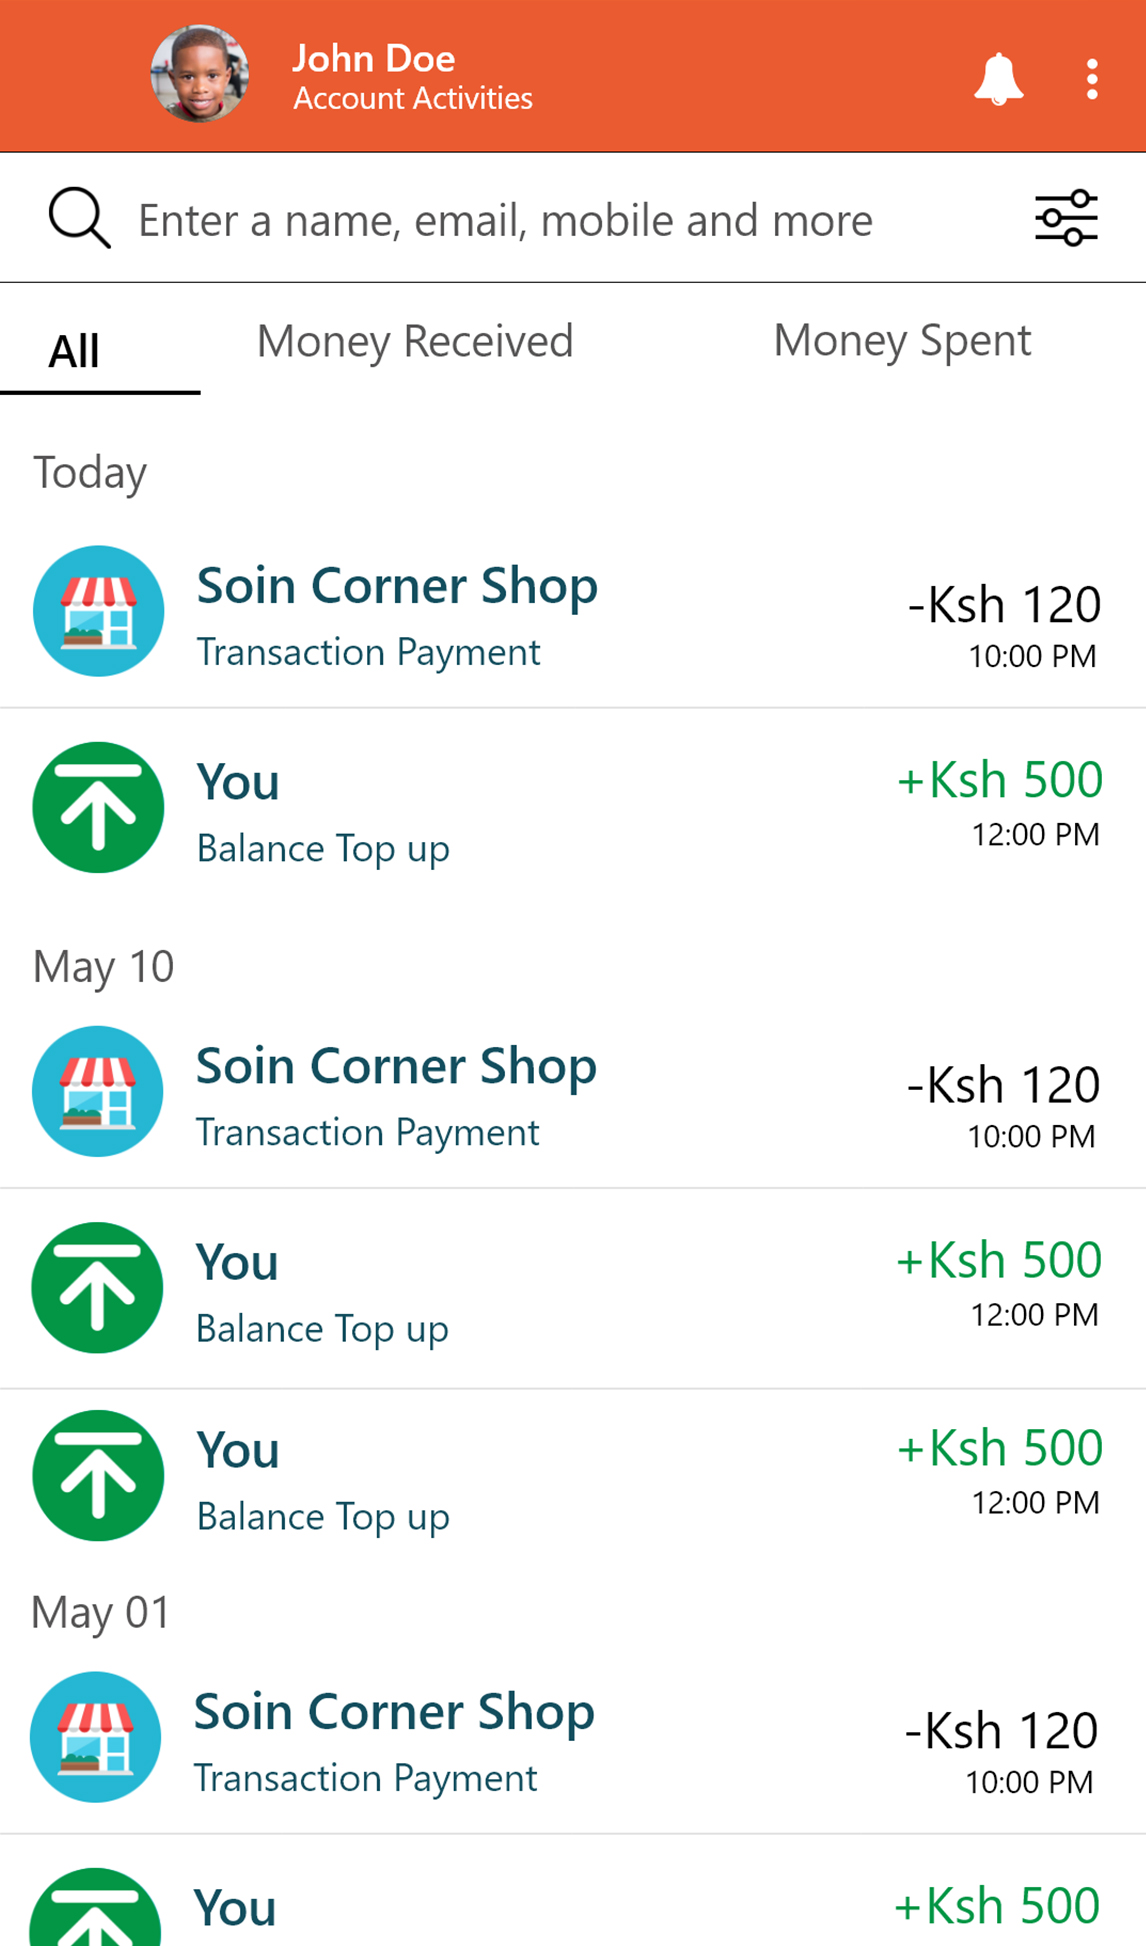 John Doe
Account Activities
Enter a name, email, mobile and more
All
Money Received
Money Spent
Today
Soin Corner Shop
-Ksh 120
Transaction Payment
10:00 PM
You
+Ksh 500
Balance Top up
12:00 PM
May 10
Soin Corner Shop
-Ksh 120
Transaction Payment
10:00 PM
You
+Ksh 500
Balance Top up
12:00 PM
You
+Ksh 500
Balance Top up
12:00 PM
May 01
Soin Corner Shop
-Ksh 120
Transaction Payment
10:00 PM
You
+Ksh 500